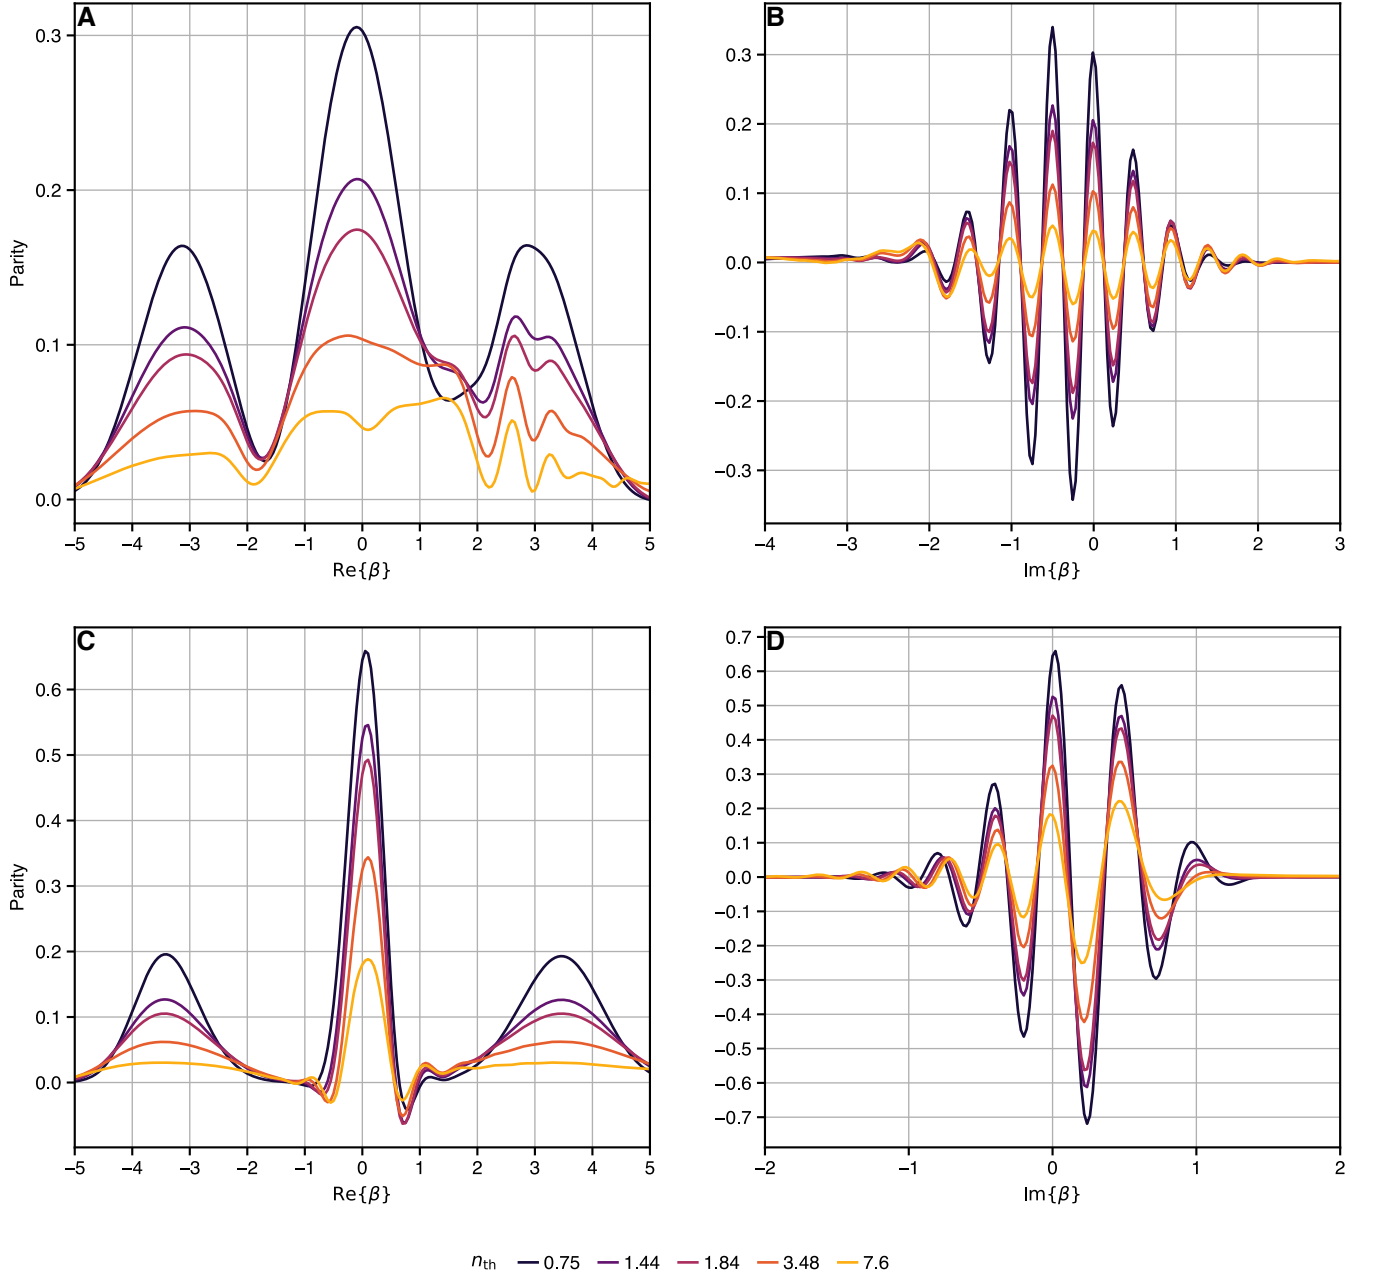 A
0.3
0.2
0.1
0.0
Parity
−5 −4 −3 −2 −1 0 1 2 3 4 5
Re{β}
B
0.3
0.2
0.1
0.0
−0.1
−0.2
−0.3
−4 −3 −2 −1 0 1 2 3
Im{β}
C
0.6
0.5
0.4
0.3
0.2
0.1
0.0
Parity
−5 −4 −3 −2 −1 0 1 2 3 4 5
Re{β}
D
0.7
0.6
0.5
0.4
0.3
0.2
0.1
0.0
−0.1
−0.2
−0.3
−0.4
−0.5
−0.6
−0.7
−2 −1 0 1 2
Im{β}
n_th 0.75 1.44 1.84 3.48 7.6